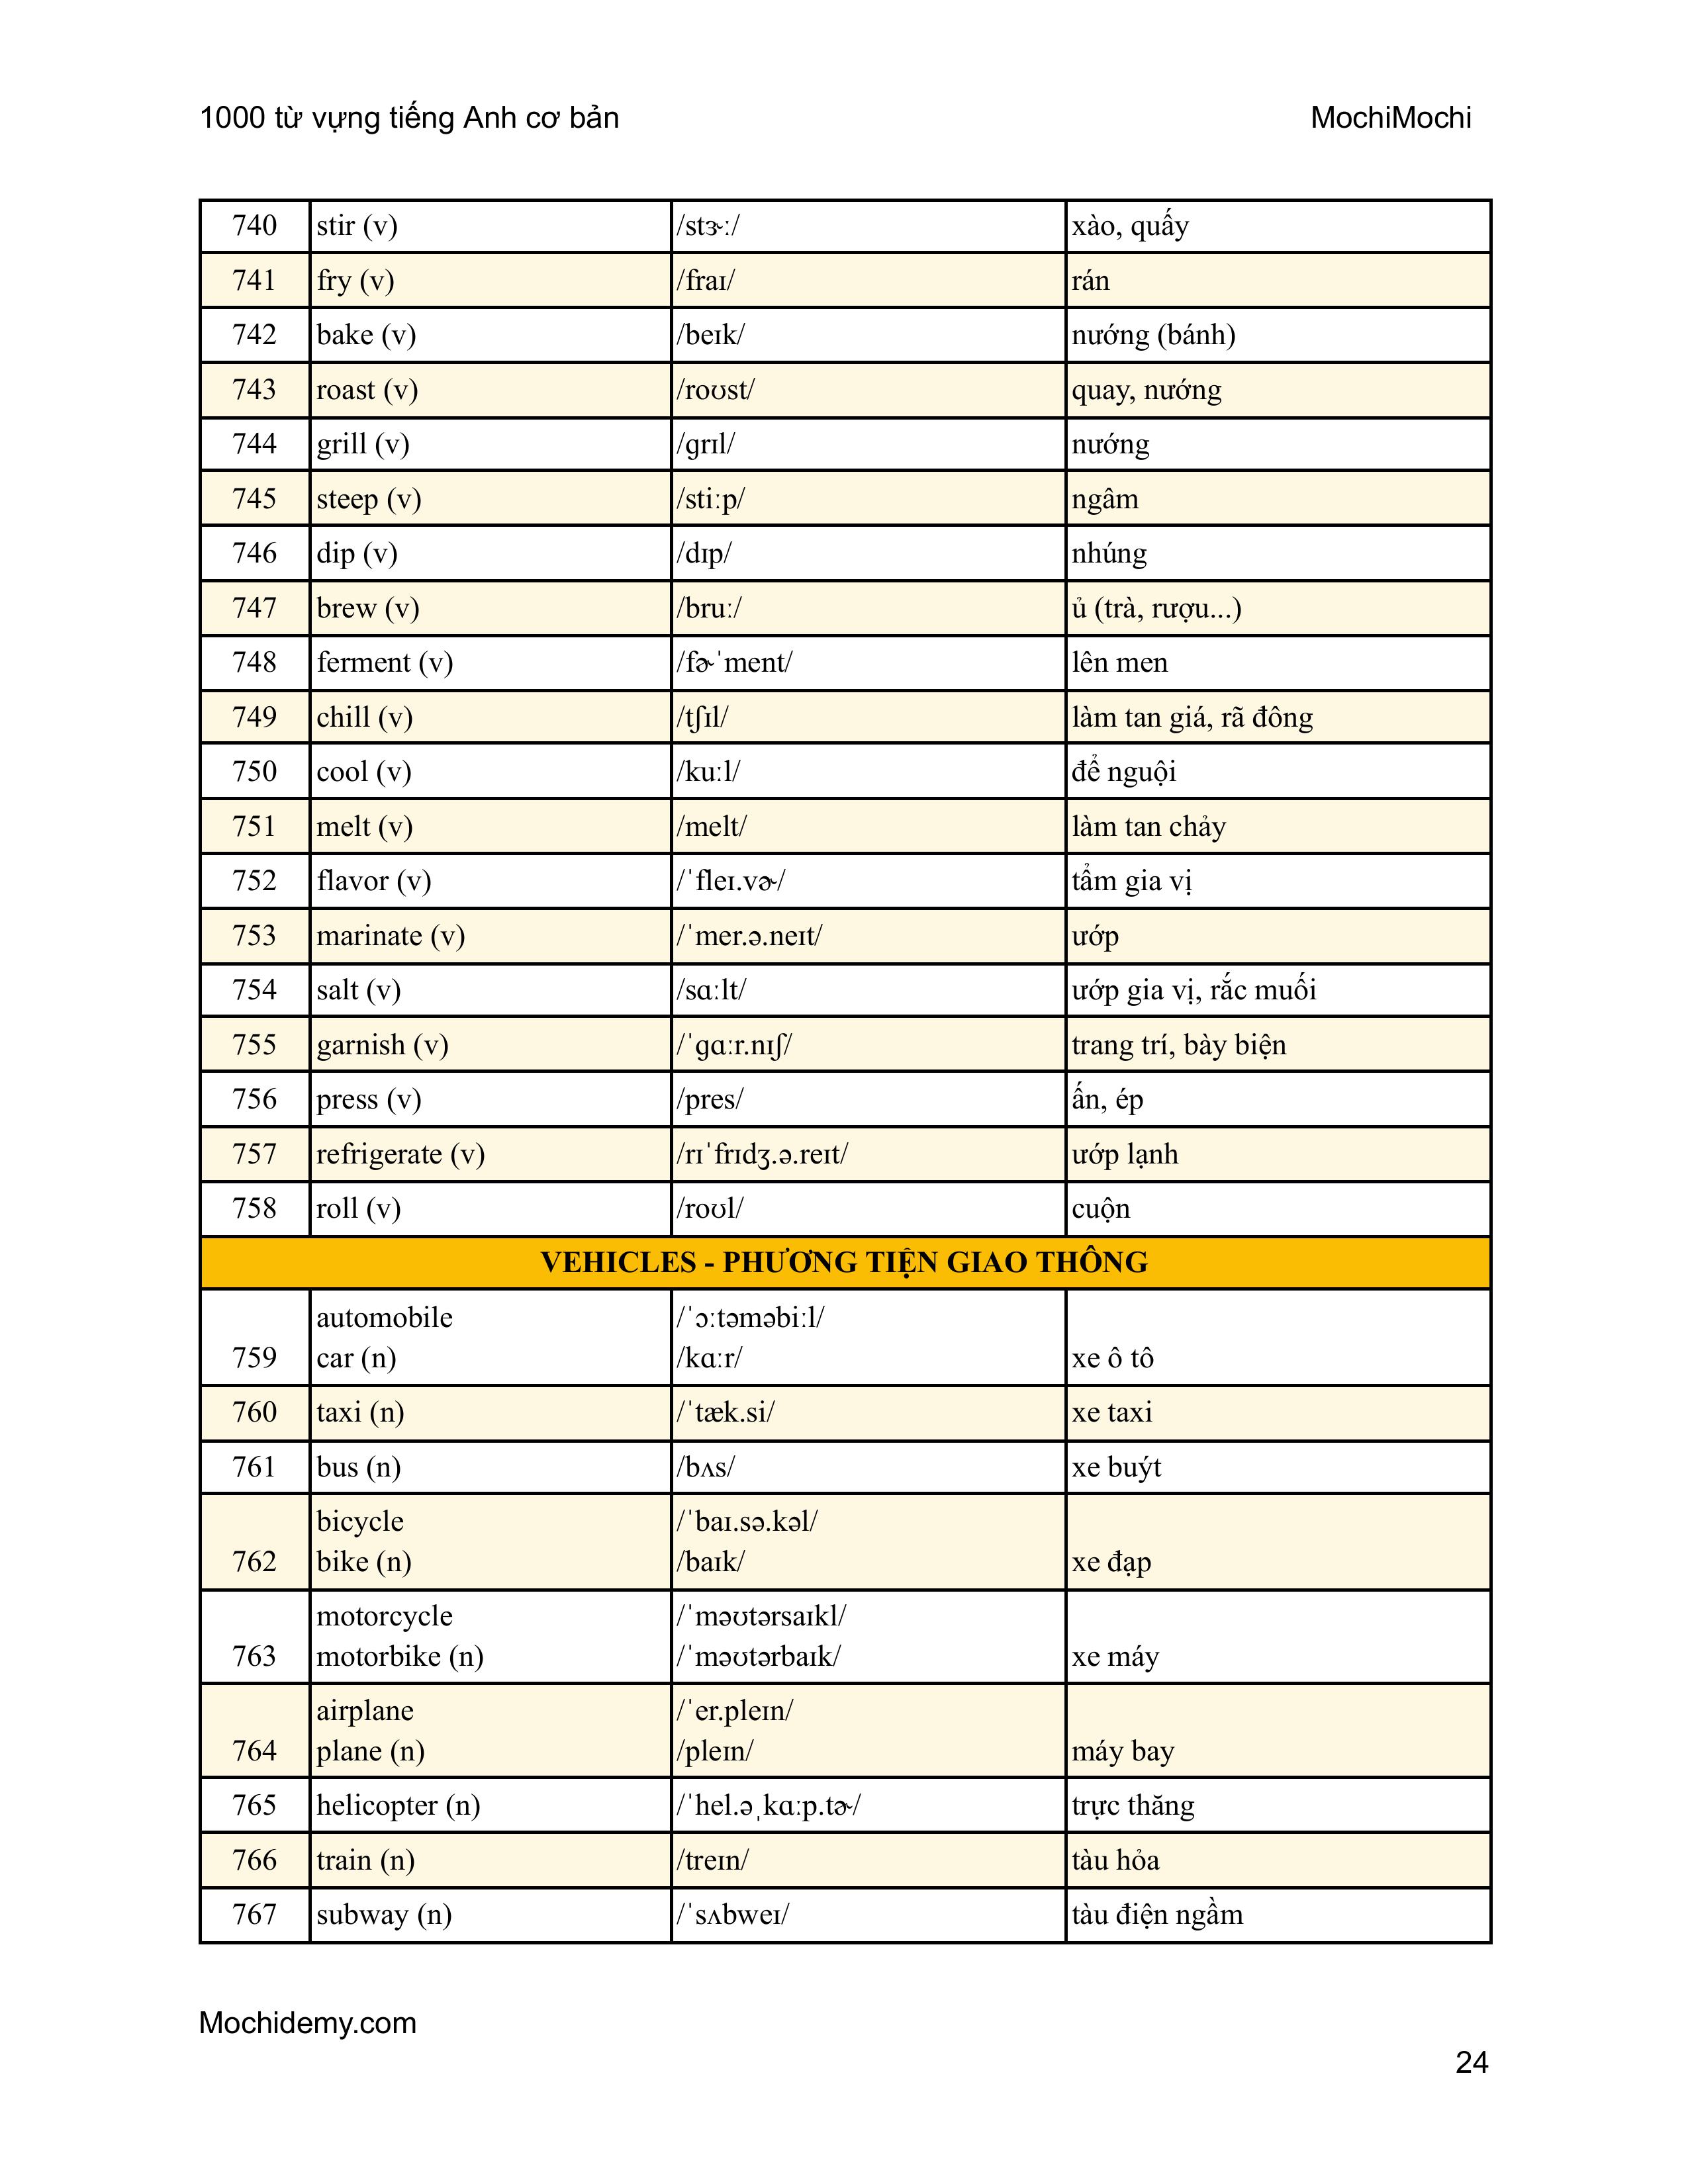 1000 từ vựng tiếng Anh cơ bản MochiMochi
740 stir (v) /stɝː/ xào, quấy
741 fry (v) /fraɪ/ rán
742 bake (v) /beɪk/ nướng (bánh)
743 roast (v) /roʊst/ quay, nướng
744 grill (v) /ɡrɪl/ nướng
745 steep (v) /stiːp/ ngâm
746 dip (v) /dɪp/ nhúng
747 brew (v) /bruː/ ủ (trà, rượu...)
748 ferment (v) /fɚˈment/ lên men
749 chill (v) /tʃɪl/ làm tan giá, rã đông
750 cool (v) /kuːl/ để nguội
751 melt (v) /melt/ làm tan chảy
752 flavor (v) /ˈfleɪ.vɚ/ tẩm gia vị
753 marinate (v) /ˈmer.ə.neɪt/ ướp
754 salt (v) /sɑːlt/ ướp gia vị, rắc muối
755 garnish (v) /ˈɡɑːr.nɪʃ/ trang trí, bày biện
756 press (v) /pres/ ấn, ép
757 refrigerate (v) /rɪˈfrɪdʒ.ə.reɪt/ ướp lạnh
758 roll (v) /roʊl/ cuộn
VEHICLES - PHƯƠNG TIỆN GIAO THÔNG
automobile /ˈɔːtəməbiːl/
759 car (n) /kɑːr/ xe ô tô
760 taxi (n) /ˈtæk.si/ xe taxi
761 bus (n) /bʌs/ xe buýt
bicycle /ˈbaɪ.sə.kəl/
762 bike (n) /baɪk/ xe đạp
motorcycle /ˈməʊtərsaɪkl/
763 motorbike (n) /ˈməʊtərbaɪk/ xe máy
airplane /ˈer.pleɪn/
764 plane (n) /pleɪn/ máy bay
765 helicopter (n) /ˈhel.əˌkɑːp.tɚ/ trực thăng
766 train (n) /treɪn/ tàu hỏa
767 subway (n) /ˈsʌbweɪ/ tàu điện ngầm
Mochidemy.com
24